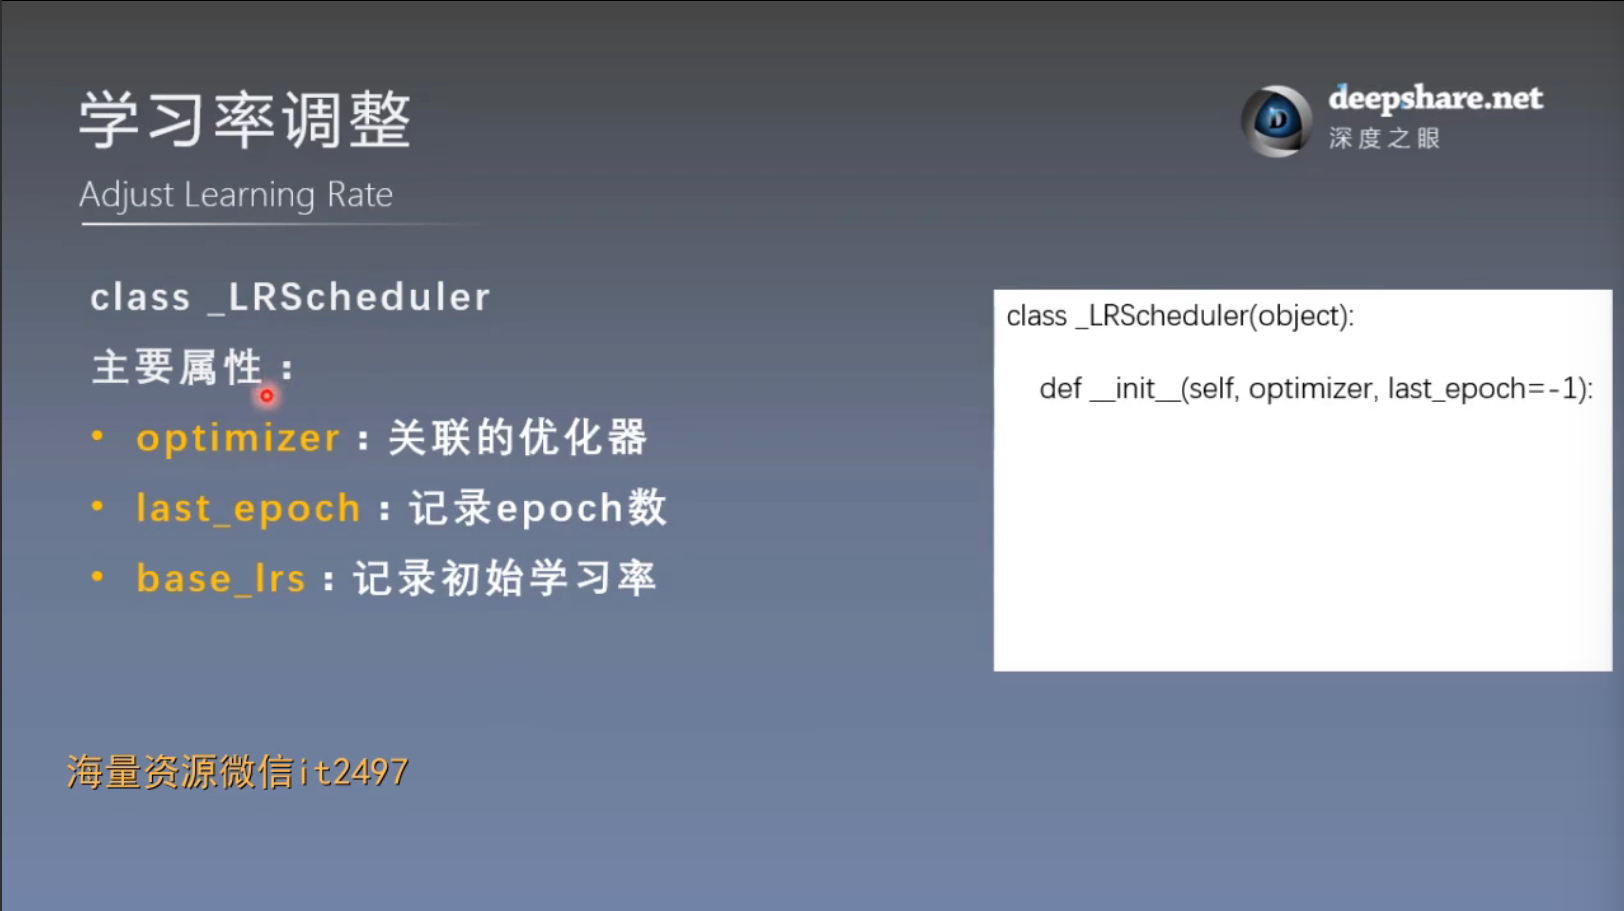 学习率调整
Adjust Learning Rate
deepshare.net
深度之眼
class _LRScheduler
主要属性：
• optimizer：关联的优化器
• last_epoch：记录epoch数
• base_lrs：记录初始学习率
class _LRScheduler(object):
def __init__(self, optimizer, last_epoch=-1):
海量资源微信it2497